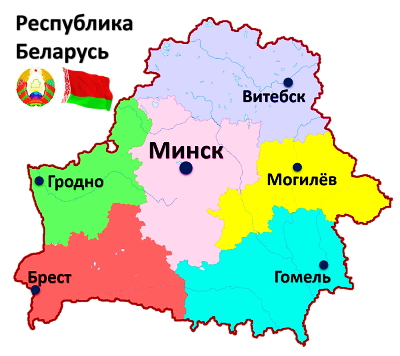 Республика
Беларусь
Витебск
Минск
Могилёв
Гродно
Брест
Гомель